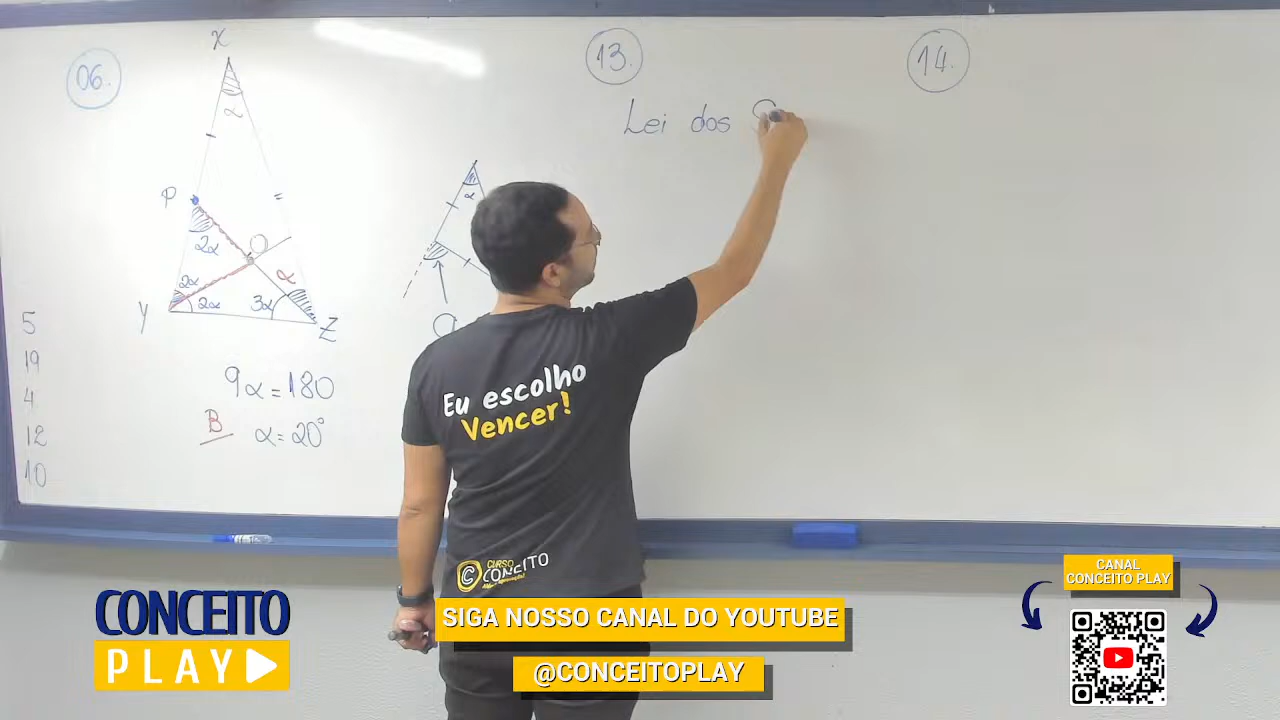 06.
X
α
P
2α
O
2α
2α
3α
α
Y
Z
9α = 180
B
α = 20°
5
19
4
12
10
α
13.
Lei dos
14.
Eu escolho
Vencer!
CURSO
CONCEITO
CONCEITO
PLAY
SIGA NOSSO CANAL DO YOUTUBE
@CONCEITOPLAY
CANAL
CONCEITO PLAY